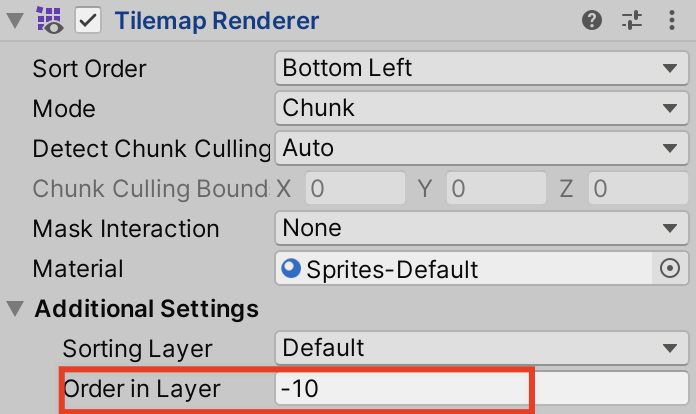 Tilemap Renderer
Sort Order Bottom Left
Mode Chunk
Detect Chunk Culling Auto
Chunk Culling Bound X 0 Y 0 Z 0
Mask Interaction None
Material Sprites-Default
Additional Settings
Sorting Layer Default
Order in Layer -10